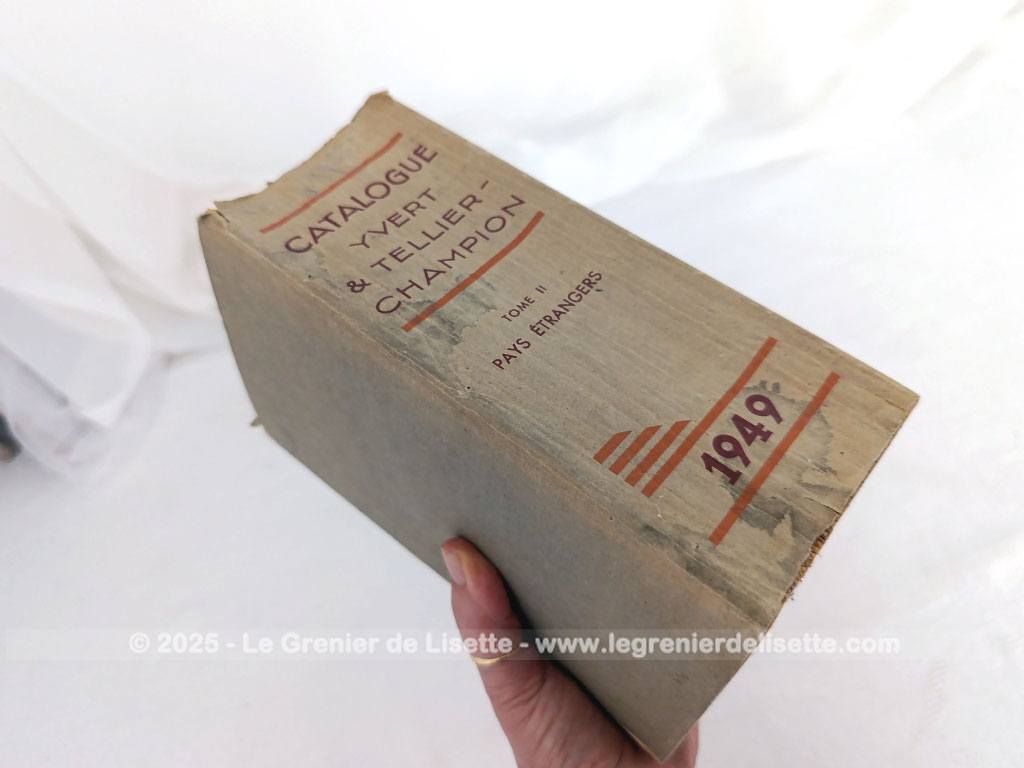 CATALOGUE
YVERT
& TELLIER-
CHAMPION
TOME II
PAYS ÉTRANGERS
1949
© 2025 - Le Grenier de Lisette - www.legrenierdelisette.com